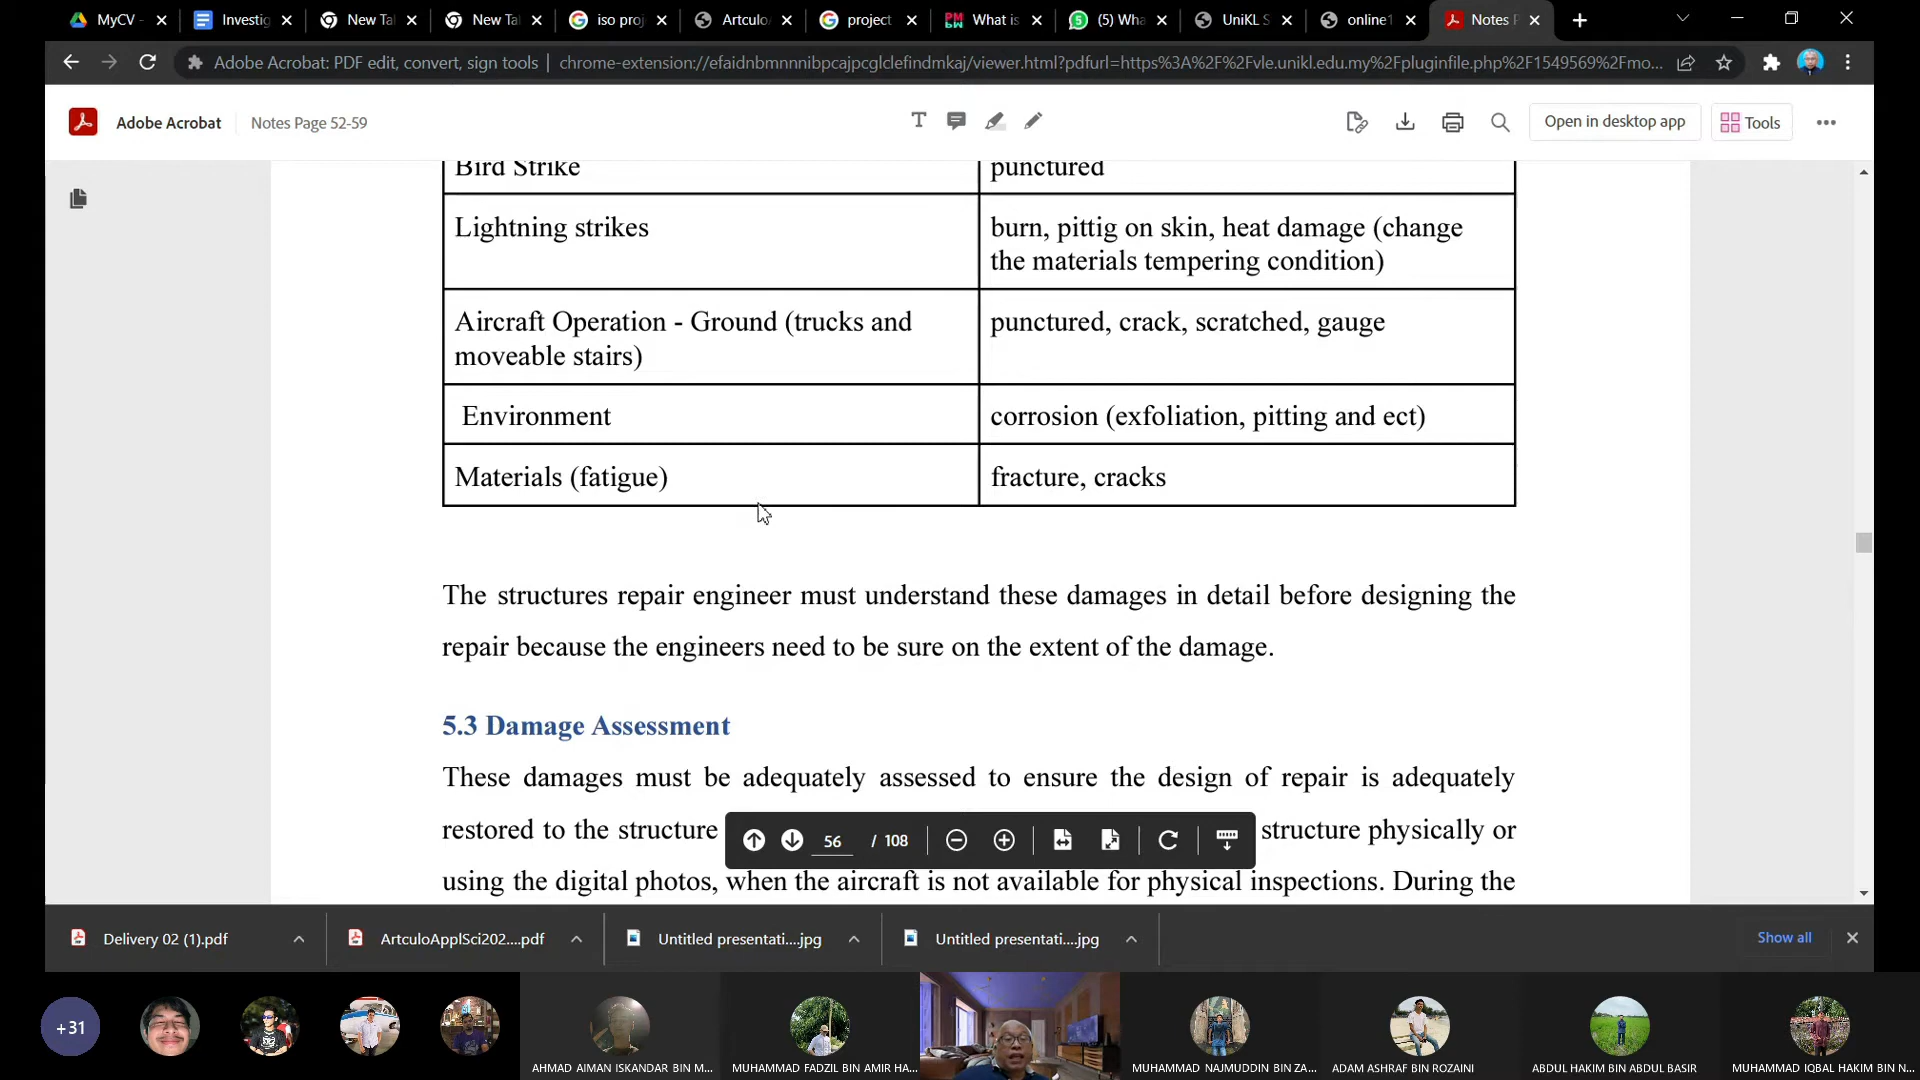 MyCV -
Investig
New Tal
New Tal
iso proj
Artculo
project
What is
(5) Wha
UniKL S
online1
Notes P
Adobe Acrobat: PDF edit, convert, sign tools
chrome-extension://efaidnbmnnnibpcajpcglclefindmkaj/viewer.html?pdfurl=https%3A%2F%2Fvle.unikl.edu.my%2Fpluginfile.php%2F1549569%2Fmo...
Adobe Acrobat
Notes Page 52-59
Open in desktop app
Tools
Bird Strike
punctured
Lightning strikes
burn, pittig on skin, heat damage (change
the materials tempering condition)
Aircraft Operation - Ground (trucks and
moveable stairs)
punctured, crack, scratched, gauge
Environment
corrosion (exfoliation, pitting and ect)
Materials (fatigue)
fracture, cracks
The structures repair engineer must understand these damages in detail before designing the
repair because the engineers need to be sure on the extent of the damage.
5.3 Damage Assessment
These damages must be adequately assessed to ensure the design of repair is adequately
restored to the structure
structure physically or
56 / 108
using the digital photos, when the aircraft is not available for physical inspections. During the
Delivery 02 (1).pdf
ArtculoApplSci202....pdf
Untitled presentati....jpg
Untitled presentati....jpg
Show all
+31
AHMAD AIMAN ISKANDAR BIN M...
MUHAMMAD FADZIL BIN AMIR HA...
MUHAMMAD NAJMUDDIN BIN ZA...
ADAM ASHRAF BIN ROZAINI
ABDUL HAKIM BIN ABDUL BASIR
MUHAMMAD IQBAL HAKIM BIN N...